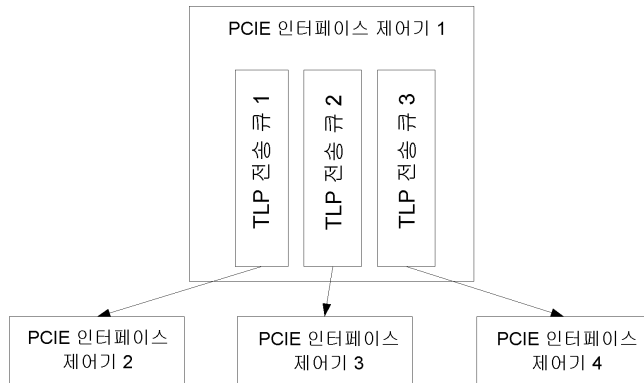 PCIE 인터페이스 제어기 1
TLP 전송 큐 1
TLP 전송 큐 2
TLP 전송 큐 3
PCIE 인터페이스
제어기 2
PCIE 인터페이스
제어기 3
PCIE 인터페이스
제어기 4